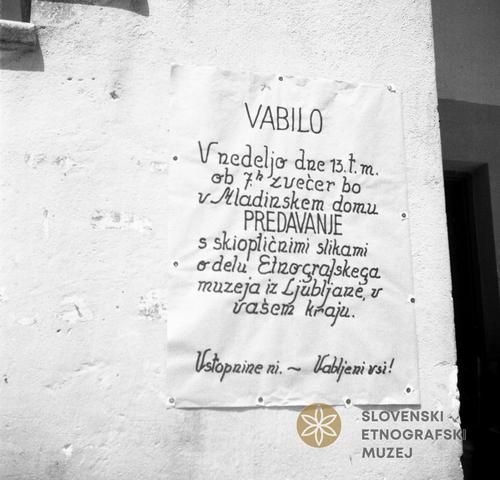 VABILO
V nedeljo dne 13. t. m.
ob 7.h zvečer bo
v Mladinskem domu
PREDAVANJE
s skioptičnimi slikami
o delu Etnografskega
muzeja iz Ljubljane, v
vašem kraju.
Vstopnine ni. ~ Vabljeni vsi!
SLOVENSKI
ETNOGRAFSKI
MUZEJ